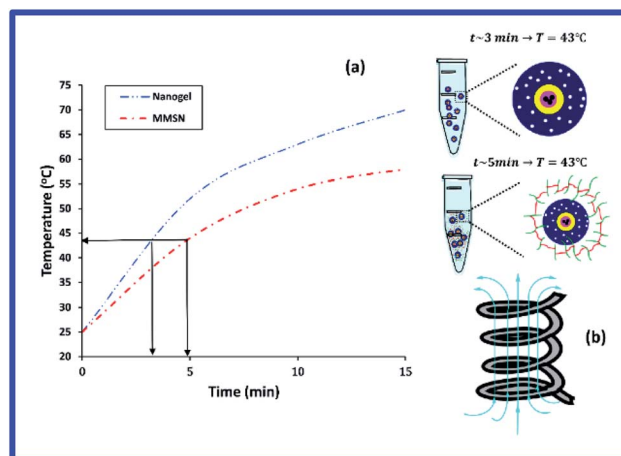 (a)
t~3 min → T = 43℃
Nanogel
MMSN
75
70
65
60
55
50
45
40
35
30
25
20
Temperature (°C)
0
5
10
15
Time (min)
t~5min → T = 43℃
(b)